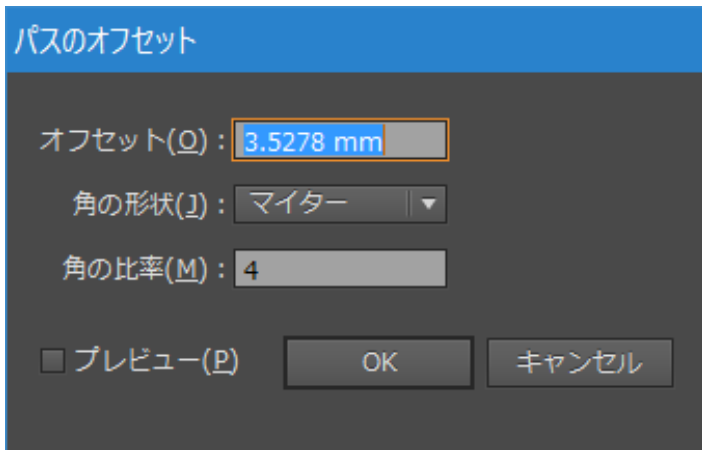 パスのオフセット
オフセット(O)：3.5278 mm
角の形状(J)：マイター
角の比率(M)：4
プレビュー(P) OK キャンセル